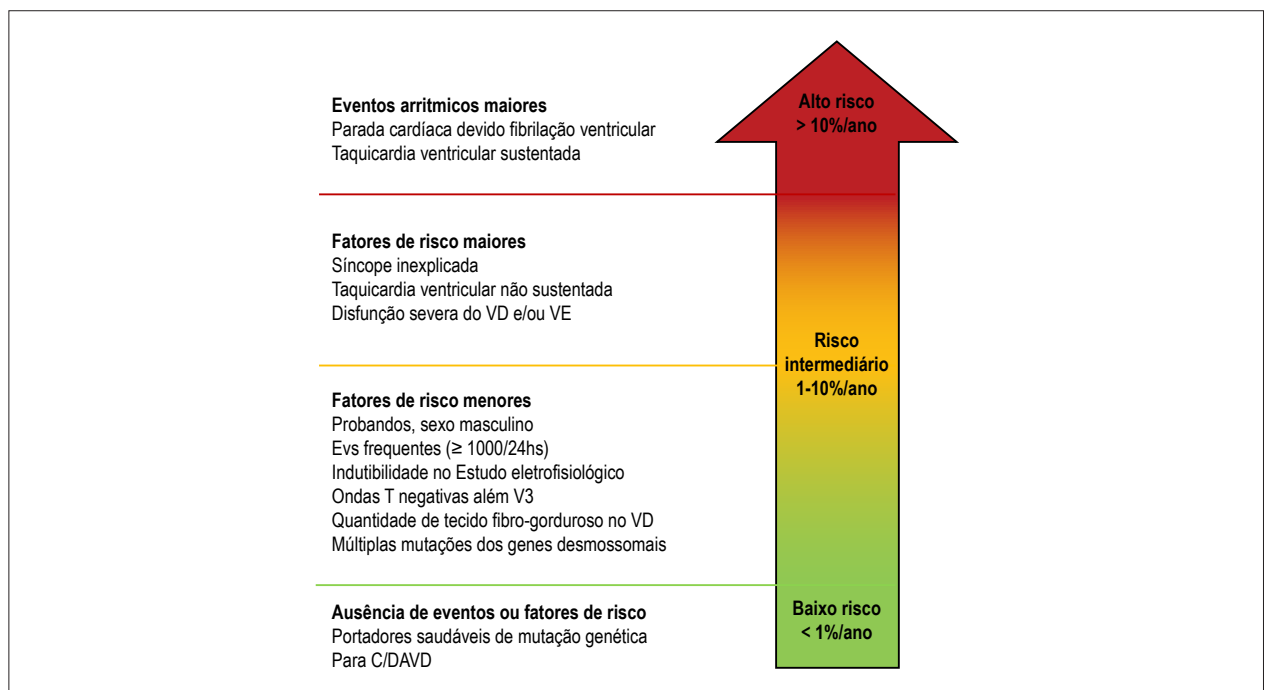 Eventos arritmicos maiores
Parada cardíaca devido fibrilação ventricular
Taquicardia ventricular sustentada
Alto risco
> 10%/ano
Fatores de risco maiores
Síncope inexplicada
Taquicardia ventricular não sustentada
Disfunção severa do VD e/ou VE
Risco
intermediário
1-10%/ano
Fatores de risco menores
Probandos, sexo masculino
Evs frequentes (≥ 1000/24hs)
Indutibilidade no Estudo eletrofisiológico
Ondas T negativas além V3
Quantidade de tecido fibro-gorduroso no VD
Múltiplas mutações dos genes desmossomais
Ausência de eventos ou fatores de risco
Portadores saudáveis de mutação genética
Para C/DAVD
Baixo risco
< 1%/ano